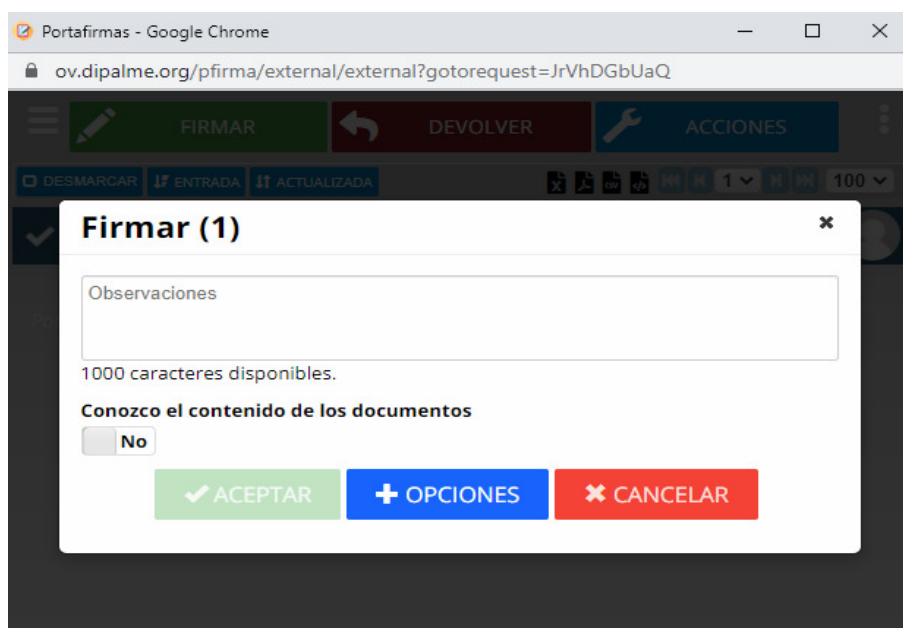 Portafirmas - Google Chrome
ov.dipalme.org/pfirma/external/external?gotorequest=JrVhDGbUaQ
FIRMAR DEVOLVER ACCIONES
DESMARCAR ENTRADA ACTUALIZADA 1 100
Firmar (1)
Observaciones
1000 caracteres disponibles.
Conozco el contenido de los documentos
No
ACEPTAR OPCIONES CANCELAR